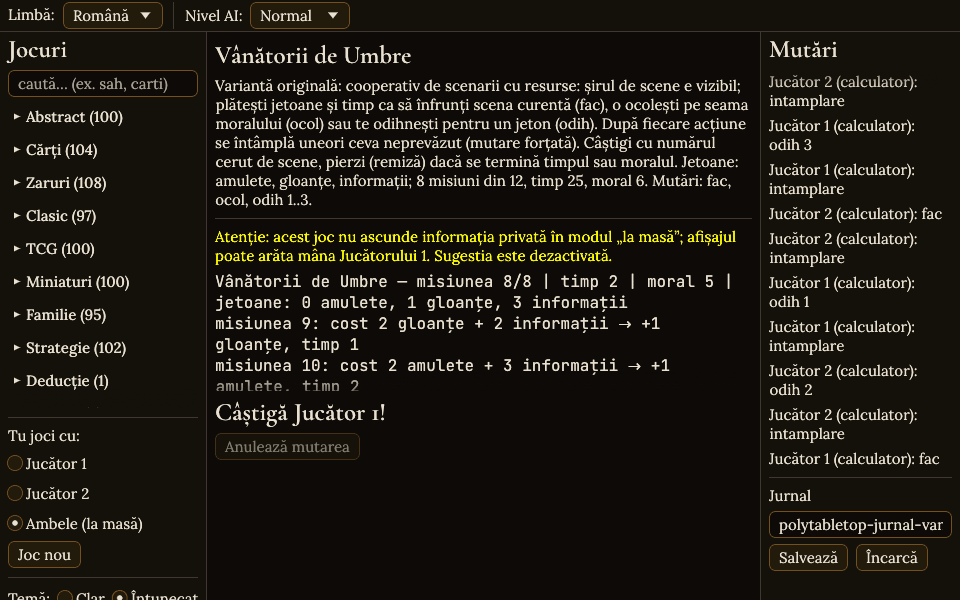 Limbă: Română ▼ Nivel AI: Normal ▼
Jocuri
caută... (ex. sah, carti)
▸ Abstract (100)
▸ Cărți (104)
▸ Zaruri (108)
▸ Clasic (97)
▸ TCG (100)
▸ Miniaturi (100)
▸ Familie (95)
▸ Strategie (102)
▸ Deducție (1)
Tu joci cu:
Jucător 1
Jucător 2
Ambele (la masă)
Joc nou
Temă: Clar Întunecat
Vânătorii de Umbre
Variantă originală: cooperativ de scenarii cu resurse: șirul de scene e vizibil;
plătești jetoane și timp ca să înfrunți scena curentă (fac), o ocolești pe seama
moralului (ocol) sau te odihnești pentru un jeton (odih). După fiecare acțiune
se întâmplă uneori ceva neprevăzut (mutare forțată). Câștigi cu numărul
cerut de scene, pierzi (remiză) dacă se termină timpul sau moralul. Jetoane:
amulete, gloanțe, informații; 8 misiuni din 12, timp 25, moral 6. Mutări: fac,
ocol, odih 1..3.
Atenție: acest joc nu ascunde informația privată în modul „la masă”; afișajul
poate arăta mâna Jucătorului 1. Sugestia este dezactivată.
Vânătorii de Umbre — misiunea 8/8 | timp 2 | moral 5 |
jetoane: 0 amulete, 1 gloanțe, 3 informații
misiunea 9: cost 2 gloanțe + 2 informații → +1
gloanțe, timp 1
misiunea 10: cost 2 amulete + 3 informații → +1
amulete, timp 2
Câștigă Jucător 1!
Anulează mutarea
Mutări
Jucător 2 (calculator):
intamplare
Jucător 1 (calculator):
odih 3
Jucător 1 (calculator):
intamplare
Jucător 2 (calculator): fac
Jucător 2 (calculator):
intamplare
Jucător 1 (calculator):
odih 1
Jucător 1 (calculator):
intamplare
Jucător 2 (calculator):
odih 2
Jucător 2 (calculator):
intamplare
Jucător 1 (calculator): fac
Jurnal
polytabletop-jurnal-var
Salvează Încarcă